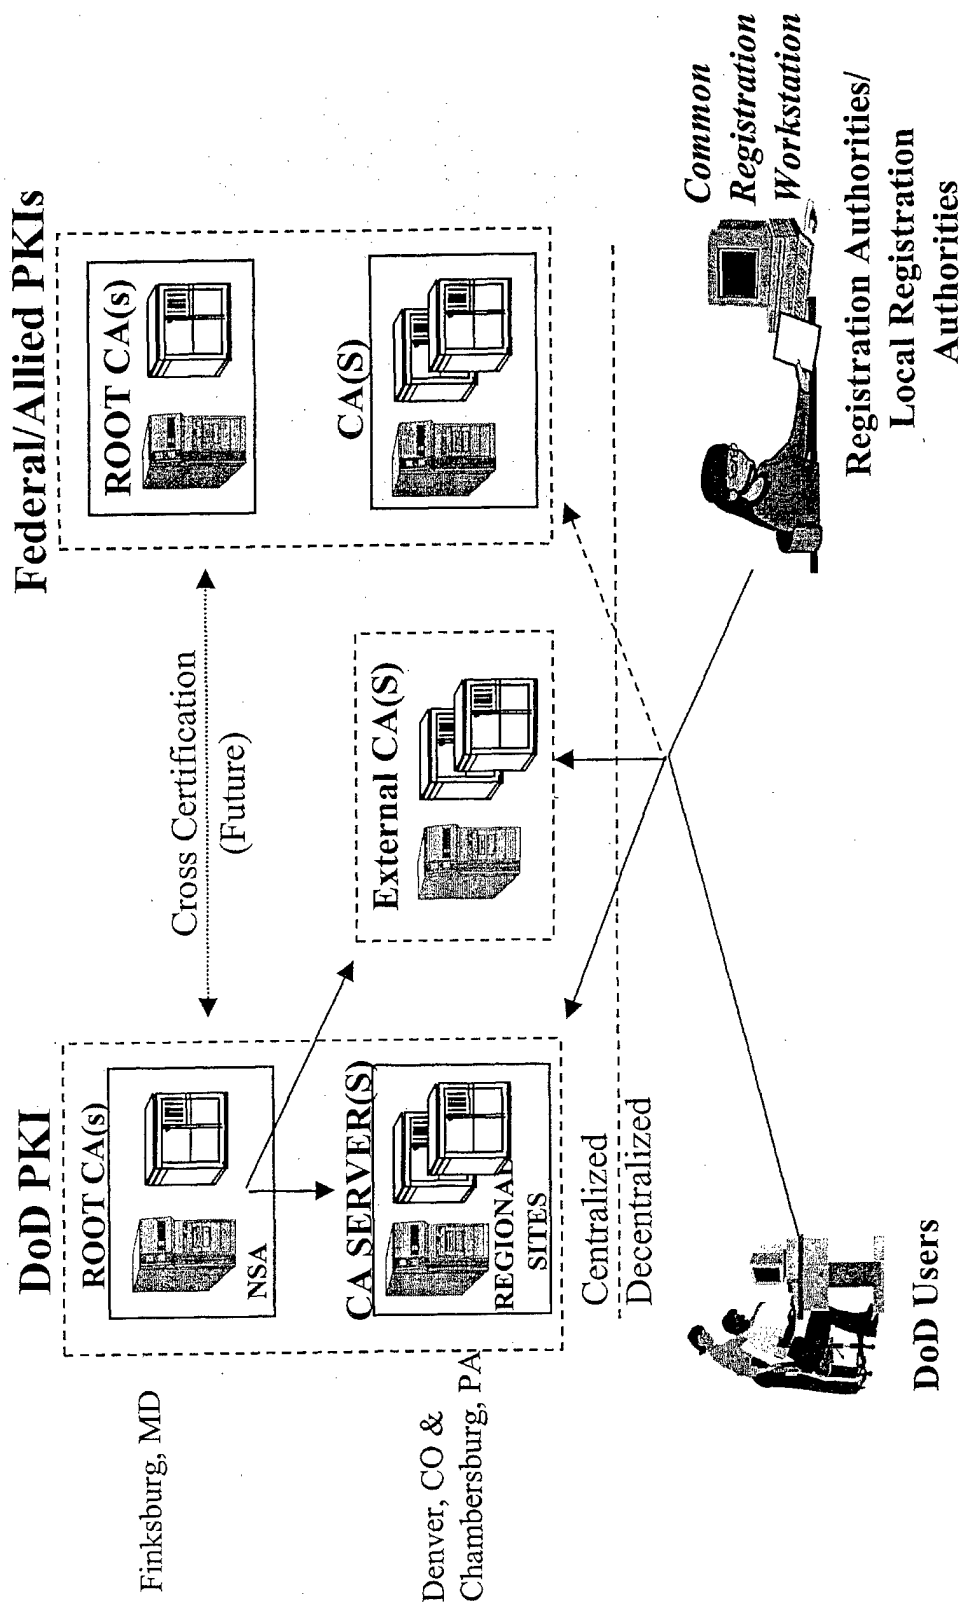 DoD PKI
Federal/Allied PKIs
Finksburg, MD
ROOT CA(s)
NSA
Cross Certification
(Future)
ROOT CA(s)
Denver, CO &
Chambersburg, PA
CA SERVER(S)
REGIONAL
SITES
External CA(S)
CA(S)
Centralized
Decentralized
Common
Registration
Workstation
DoD Users
Registration Authorities/
Local Registration
Authorities